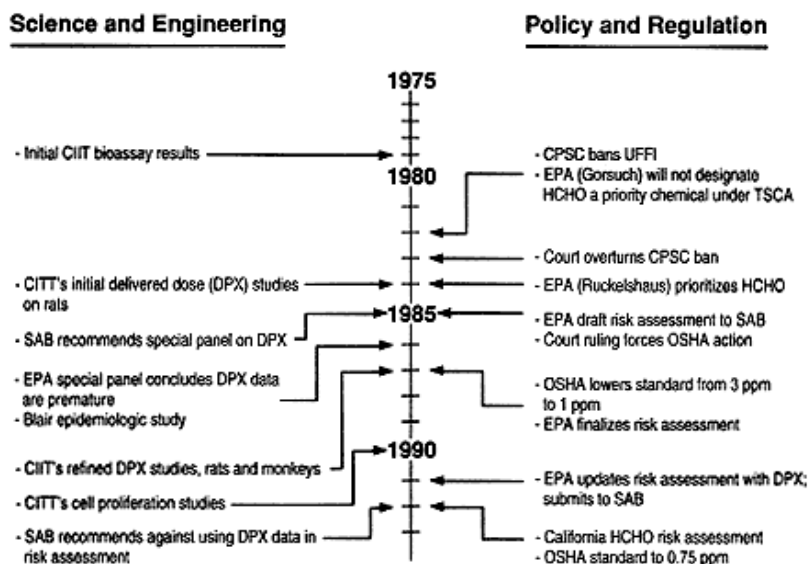 Science and Engineering
Policy and Regulation
1975
- Initial CIIT bioassay results
- CPSC bans UFFI
- EPA (Gorsuch) will not designate
HCHO a priority chemical under TSCA
1980
- Court overturns CPSC ban
- CITT's initial delivered dose (DPX) studies
on rats
- EPA (Ruckelshaus) prioritizes HCHO
1985
- SAB recommends special panel on DPX
- EPA draft risk assessment to SAB
- Court ruling forces OSHA action
- EPA special panel concludes DPX data
are premature
- Blair epidemiologic study
- OSHA lowers standard from 3 ppm
to 1 ppm
- EPA finalizes risk assessment
1990
- CIIT's refined DPX studies, rats and monkeys
- EPA updates risk assessment with DPX;
submits to SAB
- CITT's cell proliferation studies
- SAB recommends against using DPX data in
risk assessment
- California HCHO risk assessment
- OSHA standard to 0.75 ppm